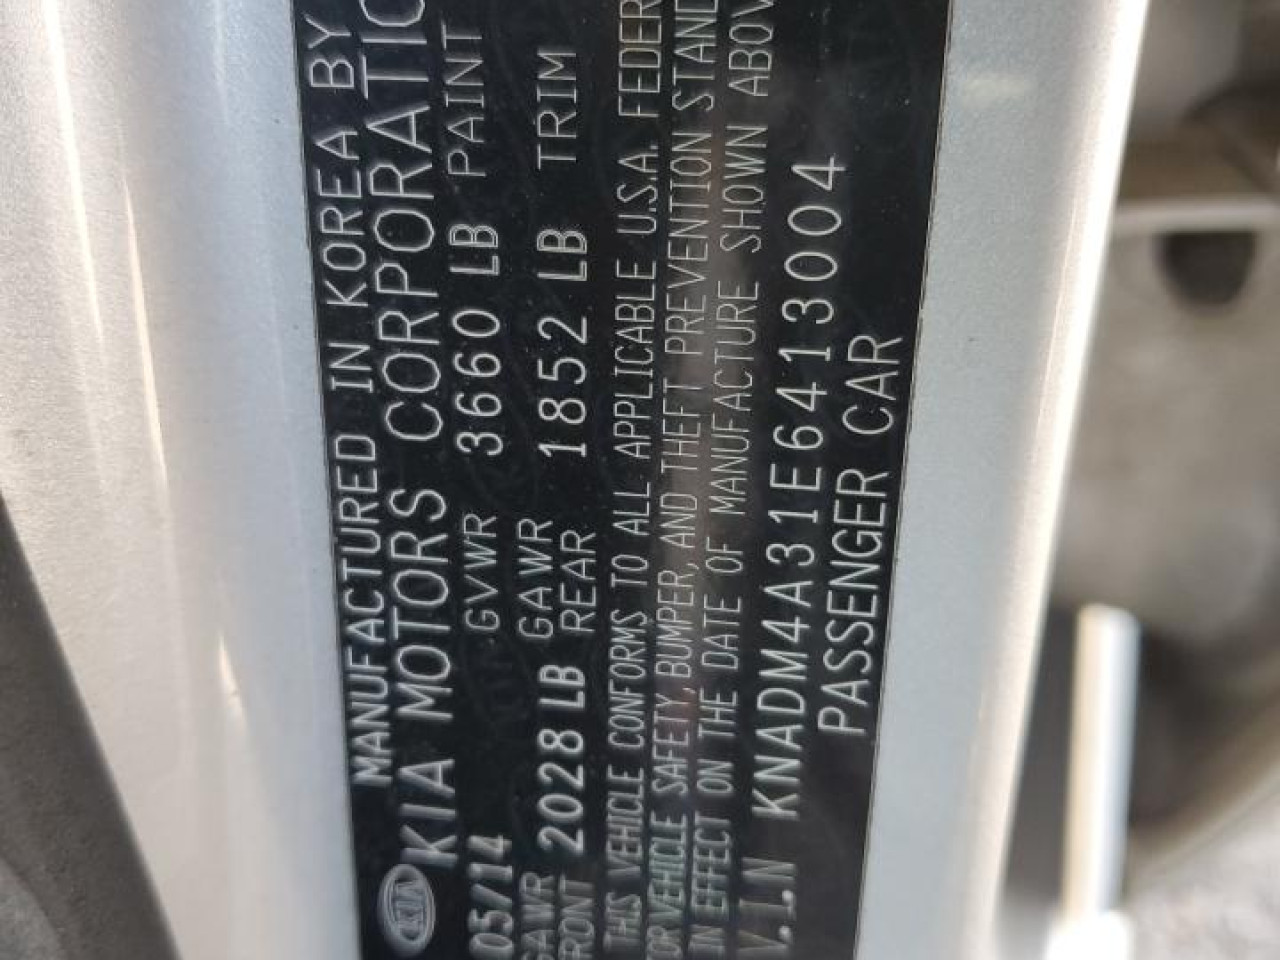 MANUFACTURED IN KOREA BY
KIA
KIA MOTORS CORPORATIO
05/14 GVWR 3660 LB PAINT
GAWR FRONT 2028 LB GAWR REAR 1852 LB TRIM
THIS VEHICLE CONFORMS TO ALL APPLICABLE U.S.A. FEDER
TOR VEHICLE SAFETY, BUMPER, AND THEFT PREVENTION STAND
IN EFFECT ON THE DATE OF MANUFACTURE SHOWN ABOV
V.I.N KNADM4A31E6413004
PASSENGER CAR